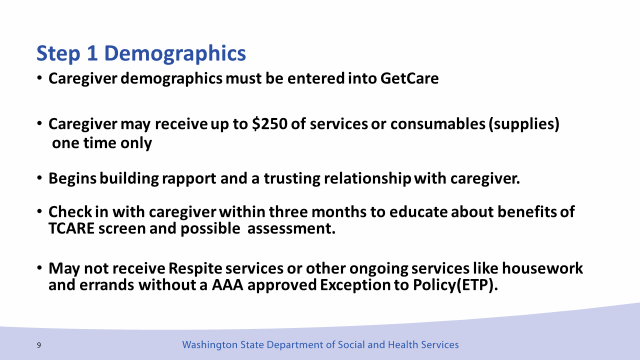 Step 1 Demographics
• Caregiver demographics must be entered into GetCare
• Caregiver may receive up to $250 of services or consumables (supplies)
one time only
• Begins building rapport and a trusting relationship with caregiver.
• Check in with caregiver within three months to educate about benefits of
TCARE screen and possible assessment.
• May not receive Respite services or other ongoing services like housework
and errands without a AAA approved Exception to Policy(ETP).
9
Washington State Department of Social and Health Services